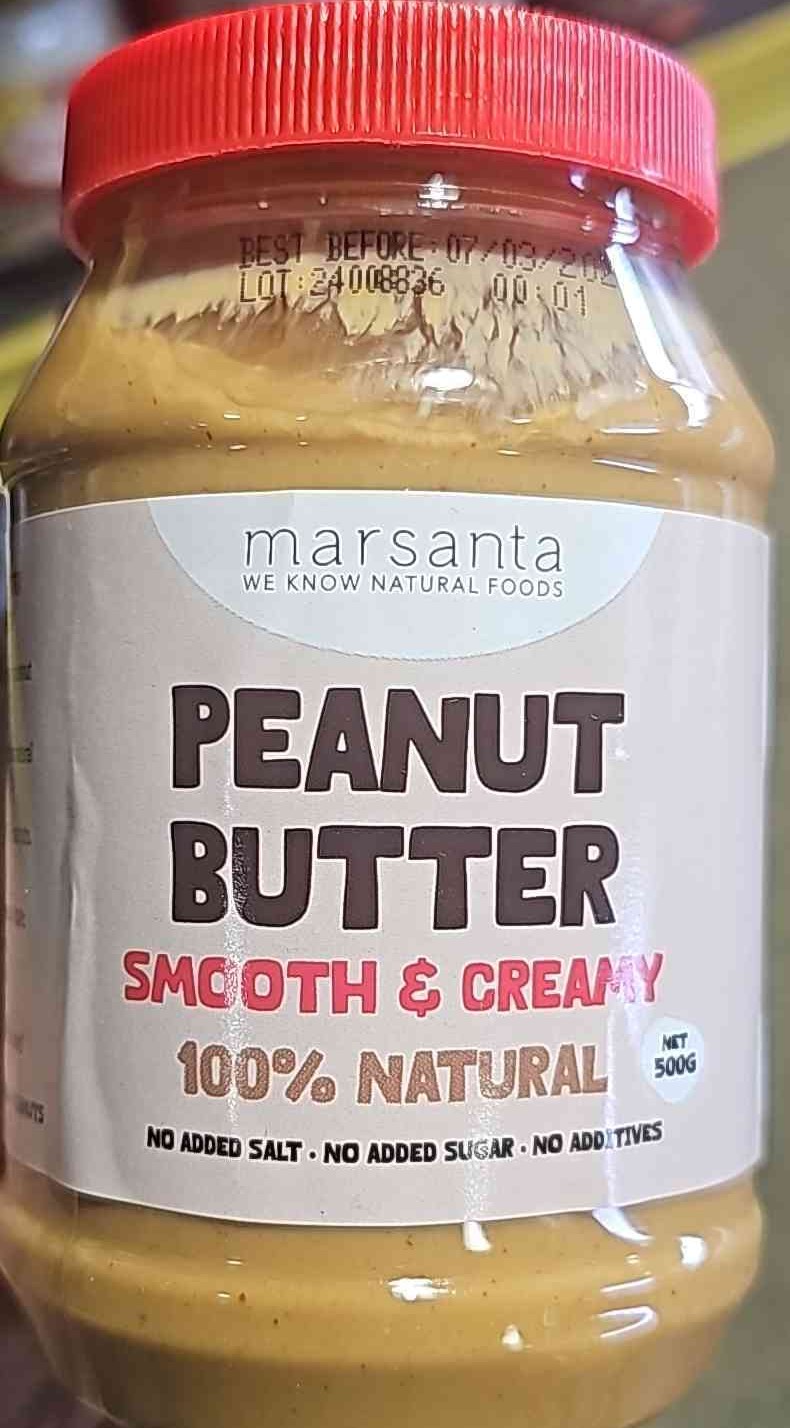 BEST BEFORE: 07/03/202
LOT:24008836 00:01
marsanta
WE KNOW NATURAL FOODS
PEANUT
BUTTER
SMOOTH & CREAMY
100% NATURAL
NET
500G
NO ADDED SALT · NO ADDED SUGAR · NO ADDITIVES